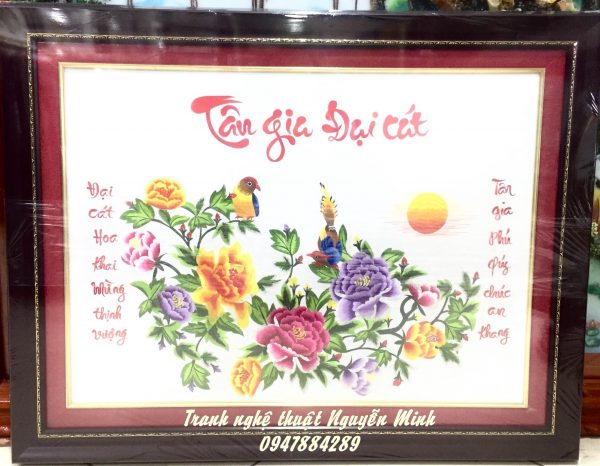 Tân gia Đại cát
Đại
cát
Hoa
khai
Mừng
thịnh
vượng
Tân
gia
Phú
quý
chúc
an
khang
Tranh nghệ thuật Nguyễn Minh
0947884289